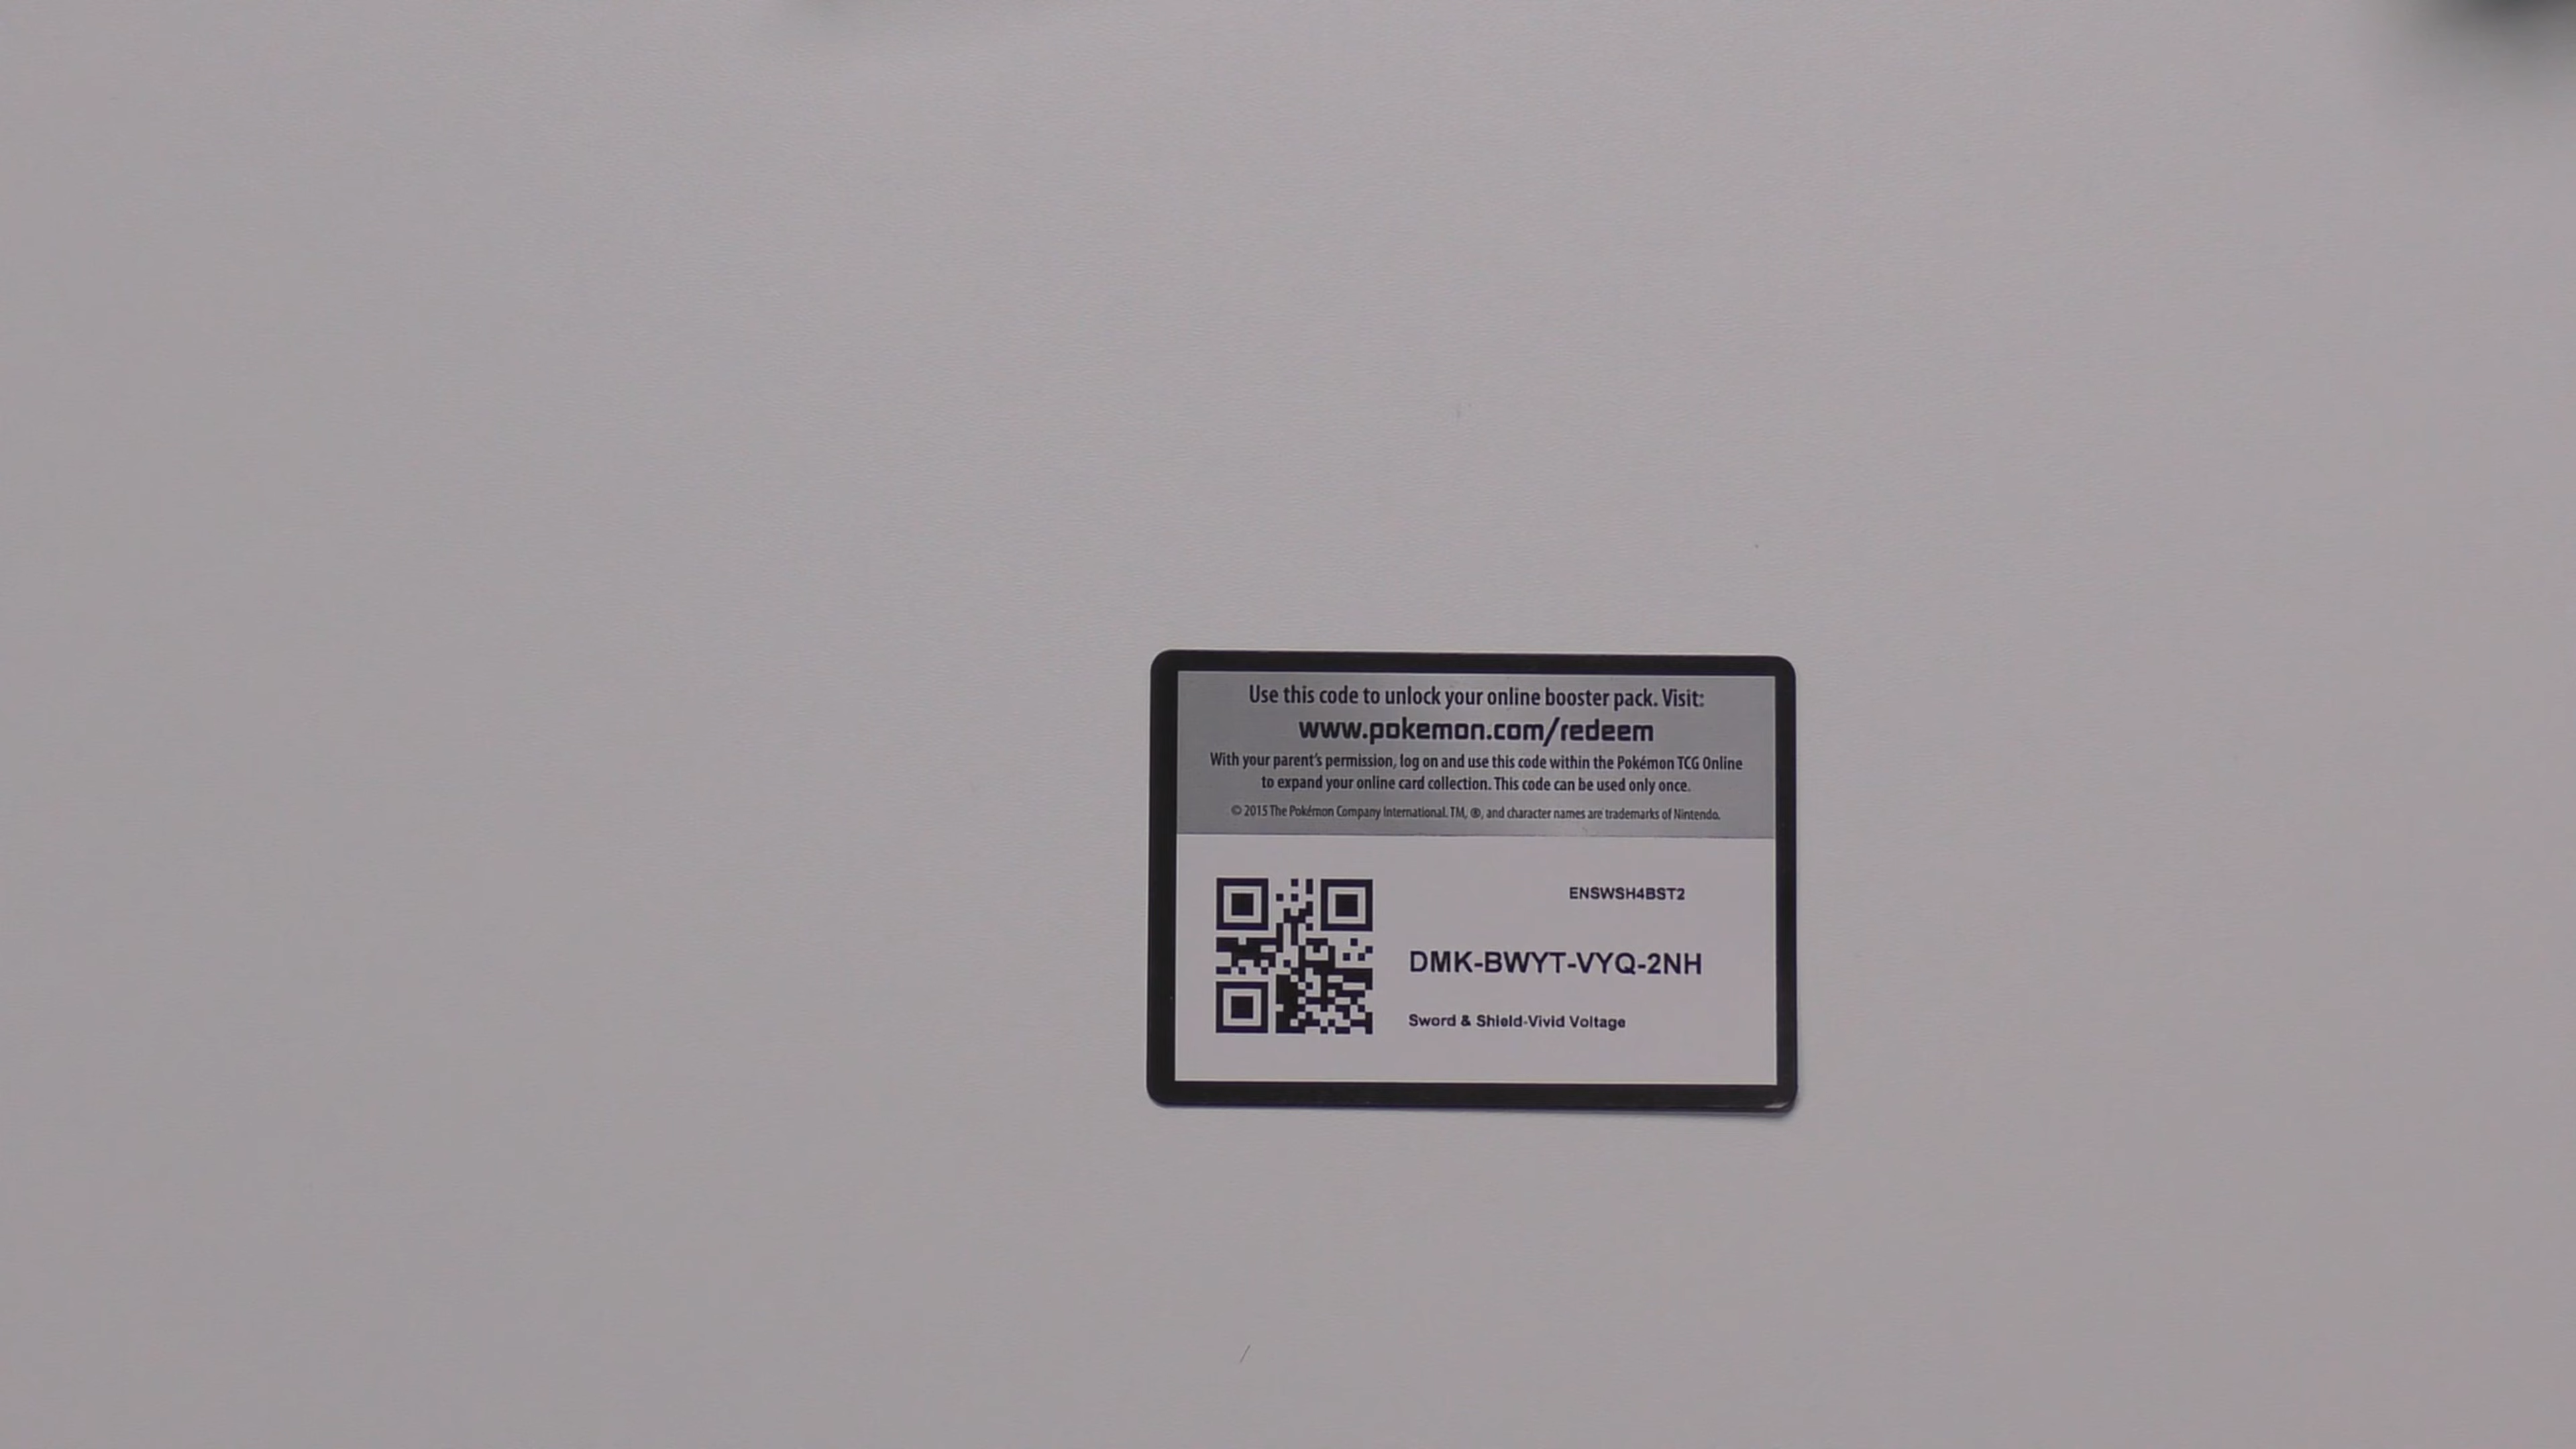 Use this code to unlock your online booster pack. Visit:
www.pokemon.com/redeem
With your parent's permission, log on and use this code within the Pokémon TCG Online
to expand your online card collection. This code can be used only once.
© 2015 The Pokémon Company International. TM, ®, and character names are trademarks of Nintendo.
ENSWSH4BST2
DMK-BWYT-VYQ-2NH
Sword & Shield-Vivid Voltage